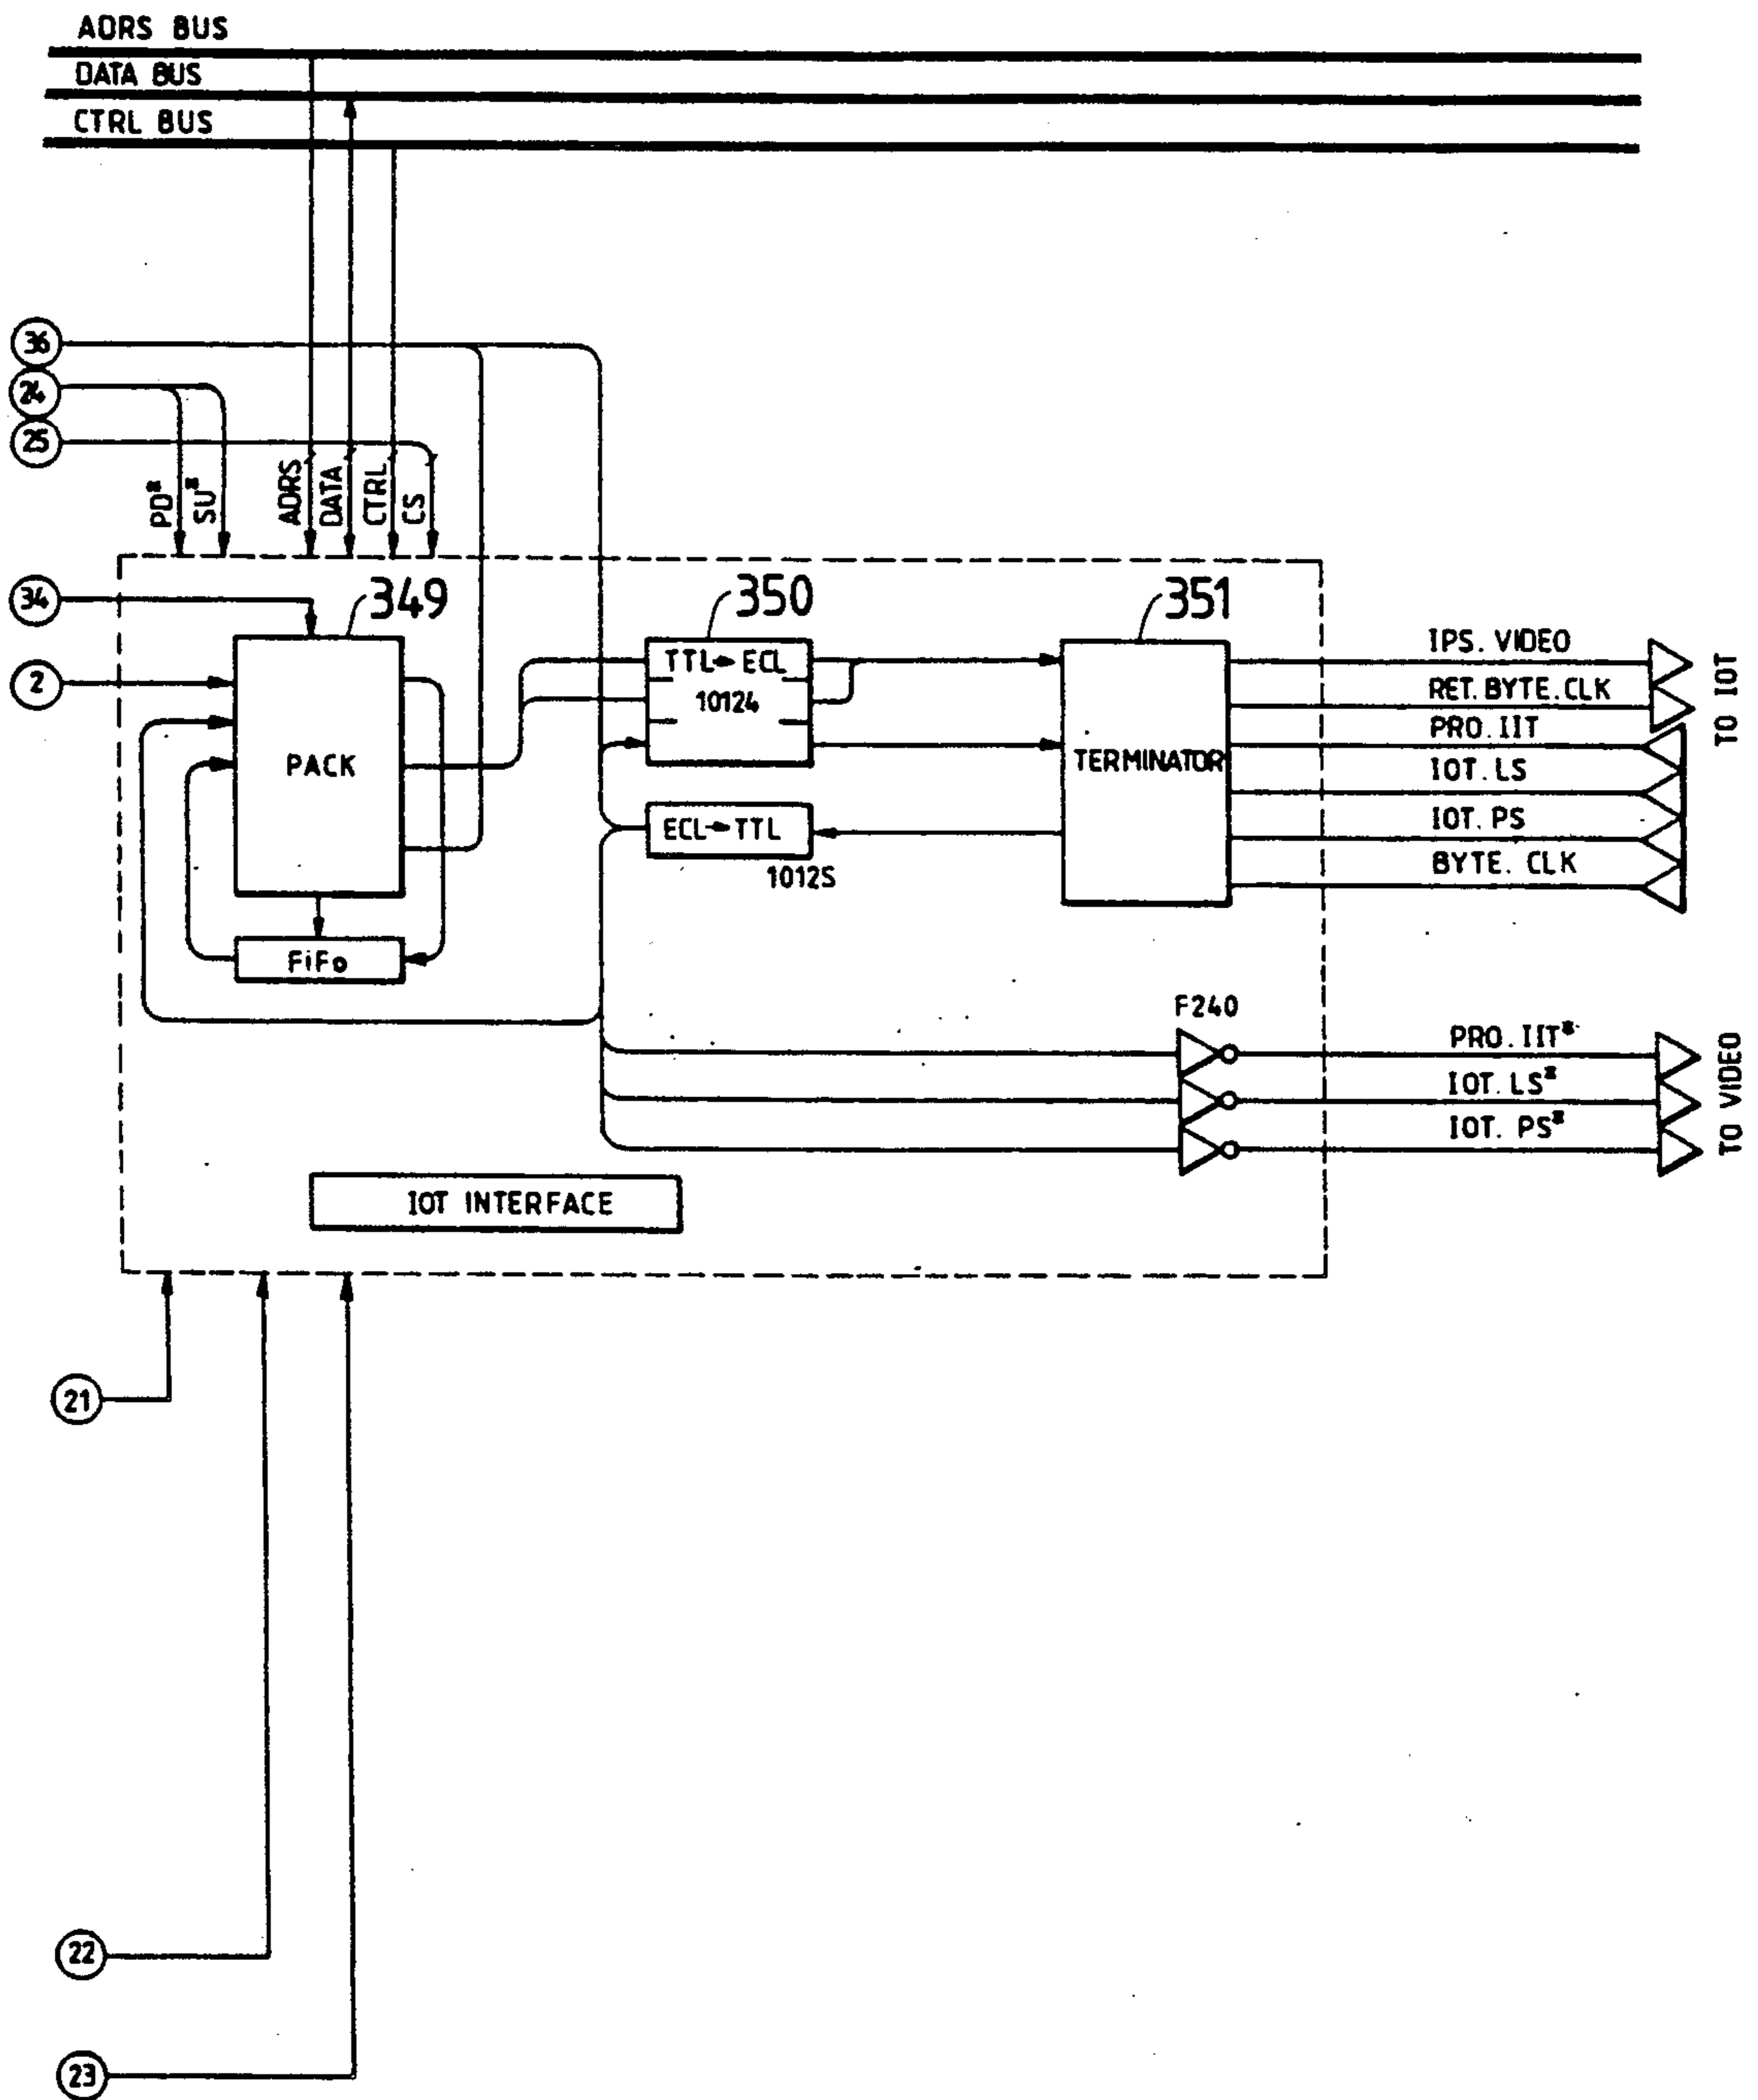 ADRS BUS
DATA BUS
CTRL BUS
36
24
25
PD*
SU*
ADRS
DATA
CTRL
CS
34
349
350
351
2
TTL→ECL
10124
PACK
TERMINATOR
ECL→TTL
10125
FiFo
IPS. VIDEO
RET. BYTE. CLK
PRO. IIT
IOT. LS
IOT. PS
BYTE. CLK
TO IOT
F240
PRO. IIT*
IOT. LS*
IOT. PS*
TO VIDEO
IOT INTERFACE
21
22
23